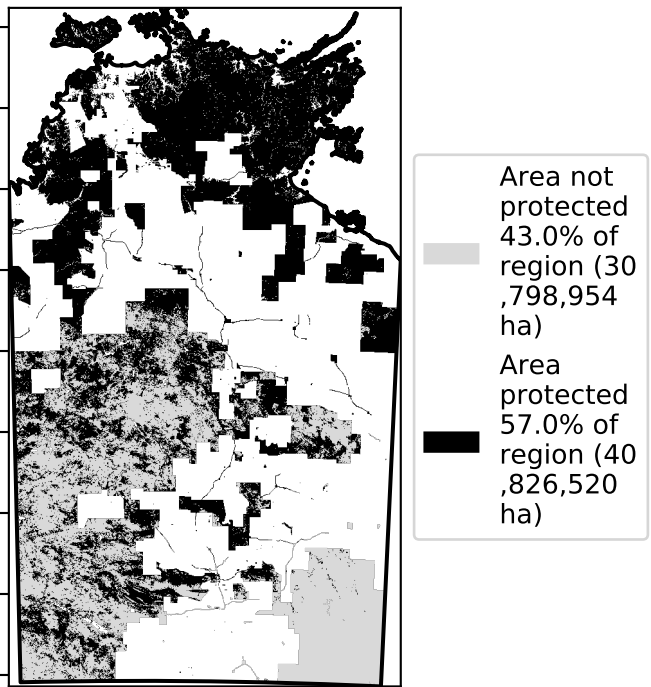 Area not
protected
43.0% of
region (30
,798,954
ha)
Area
protected
57.0% of
region (40
,826,520
ha)